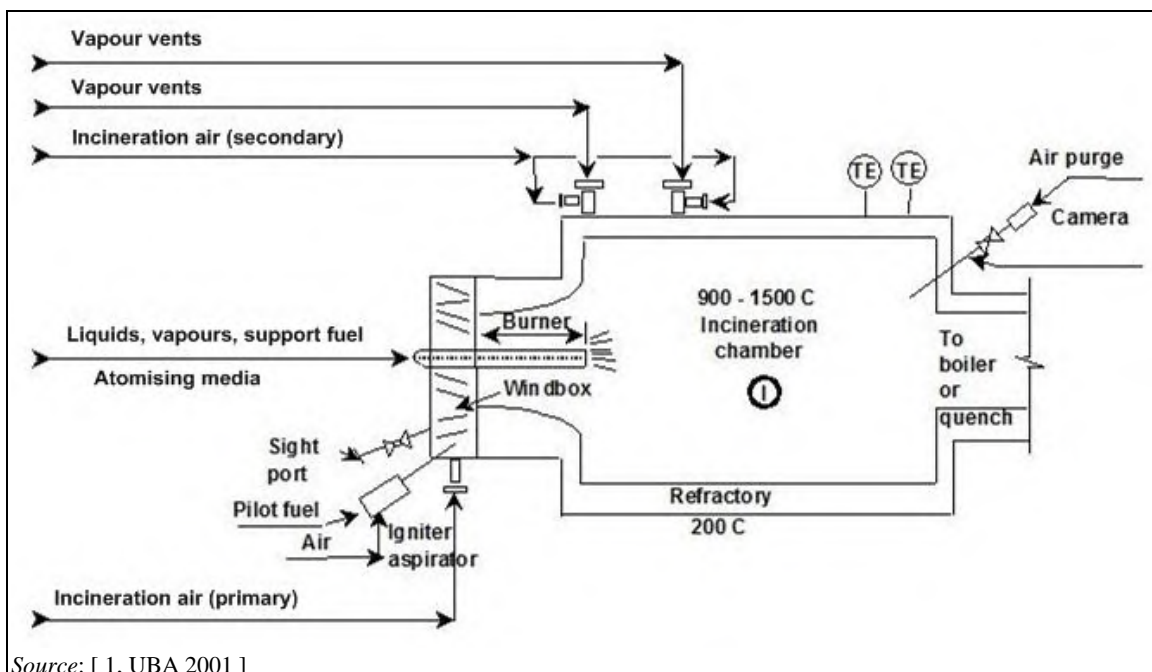 Vapour vents
Vapour vents
Incineration air (secondary)
TE TE
Air purge
Camera
900 - 1500 C
Incineration
chamber
I
Burner
Liquids, vapours, support fuel
Atomising media
Windbox
To
boiler
or
quench
Sight
port
Refractory
200 C
Pilot fuel
Air
Igniter
aspirator
Incineration air (primary)
Source: [ 1, UBA 2001 ]